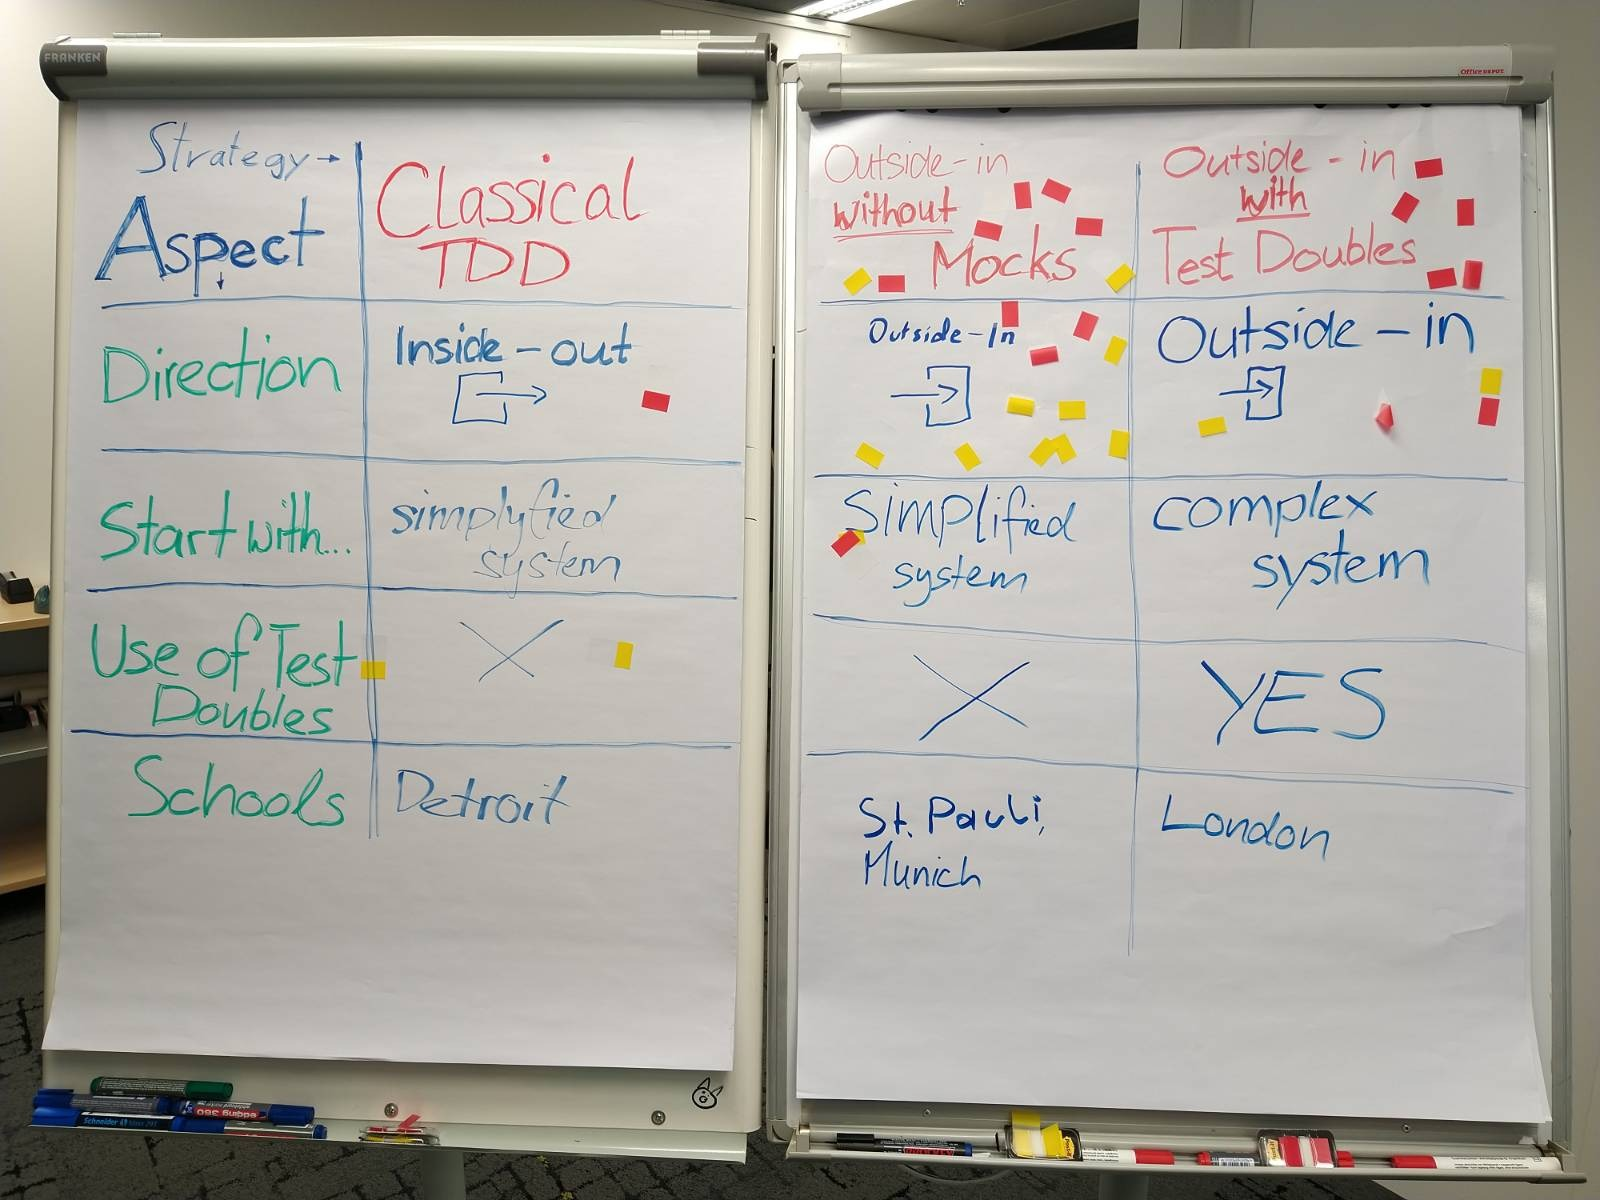 FRANKEN
Strategy →
Aspect
↓
Classical
TDD
Direction
Inside-out
Start with...
simplyfied
system
Use of Test
Doubles
X
Schools
Detroit
Office DEPOT
Outside-in
without
Mocks
Outside-in
with
Test Doubles
Outside-In
Outside-in
Simplified
system
complex
system
X
YES
St. Pauli,
Munich
London
edding 360
Schneider